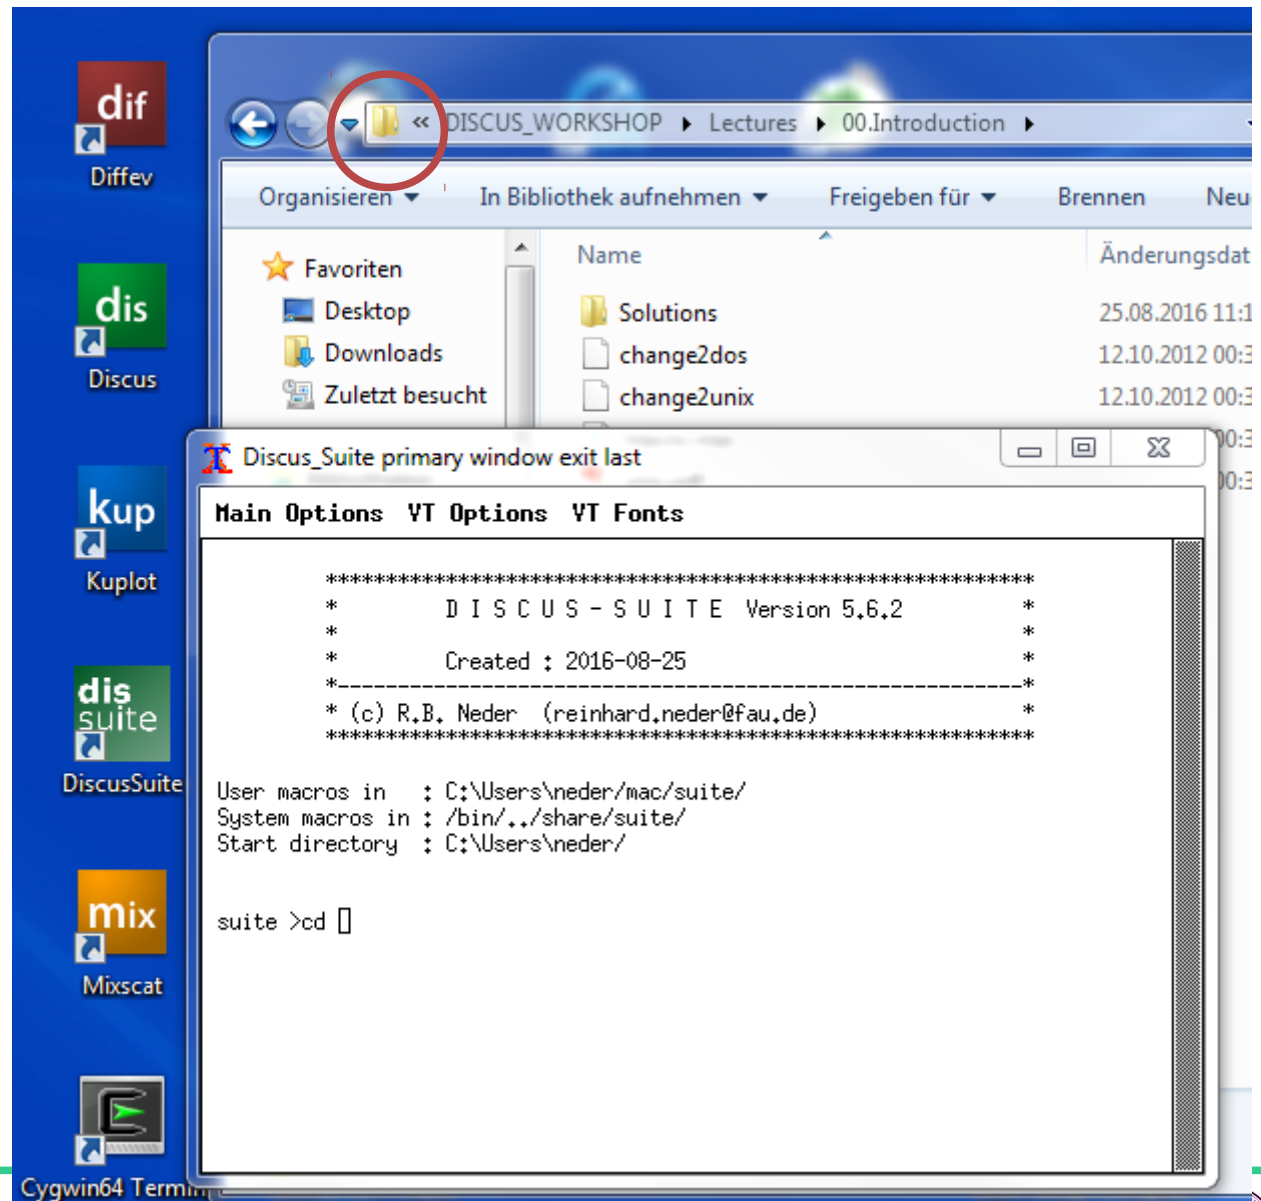 dif
Diffev
dis
Discus
kup
Kuplot
dis
suite
DiscusSuite
mix
Mixscat
Cygwin64 Termin
« DISCUS_WORKSHOP Lectures 00.Introduction
Organisieren In Bibliothek aufnehmen Freigeben für Brennen Neu
Favoriten
Desktop
Downloads
Zuletzt besucht
Name Änderungsdat
Solutions 25.08.2016 11:1
change2dos 12.10.2012 00:3
change2unix 12.10.2012 00:3
00:3
00:3
Discus_Suite primary window exit last
Main Options VT Options VT Fonts
***********************************************************
* D I S C U S - S U I T E Version 5.6.2 *
* *
* Created : 2016-08-25 *
*---------------------------------------------------------*
* (c) R.B. Neder (reinhard.neder@fau.de) *
***********************************************************
User macros in : C:\Users\neder/mac/suite/
System macros in : /bin/../share/suite/
Start directory : C:\Users\neder/
suite >cd